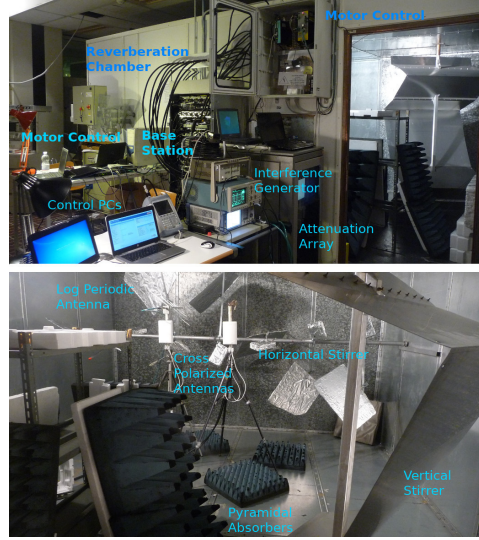 Motor Control
Reverberation
Chamber
Motor Control
Base
Station
Interference
Generator
Control PCs
Attenuation
Array
Log Periodic
Antenna
Cross
Polarized
Antennas
Horizontal Stirrer
Vertical
Stirrer
Pyramidal
Absorbers